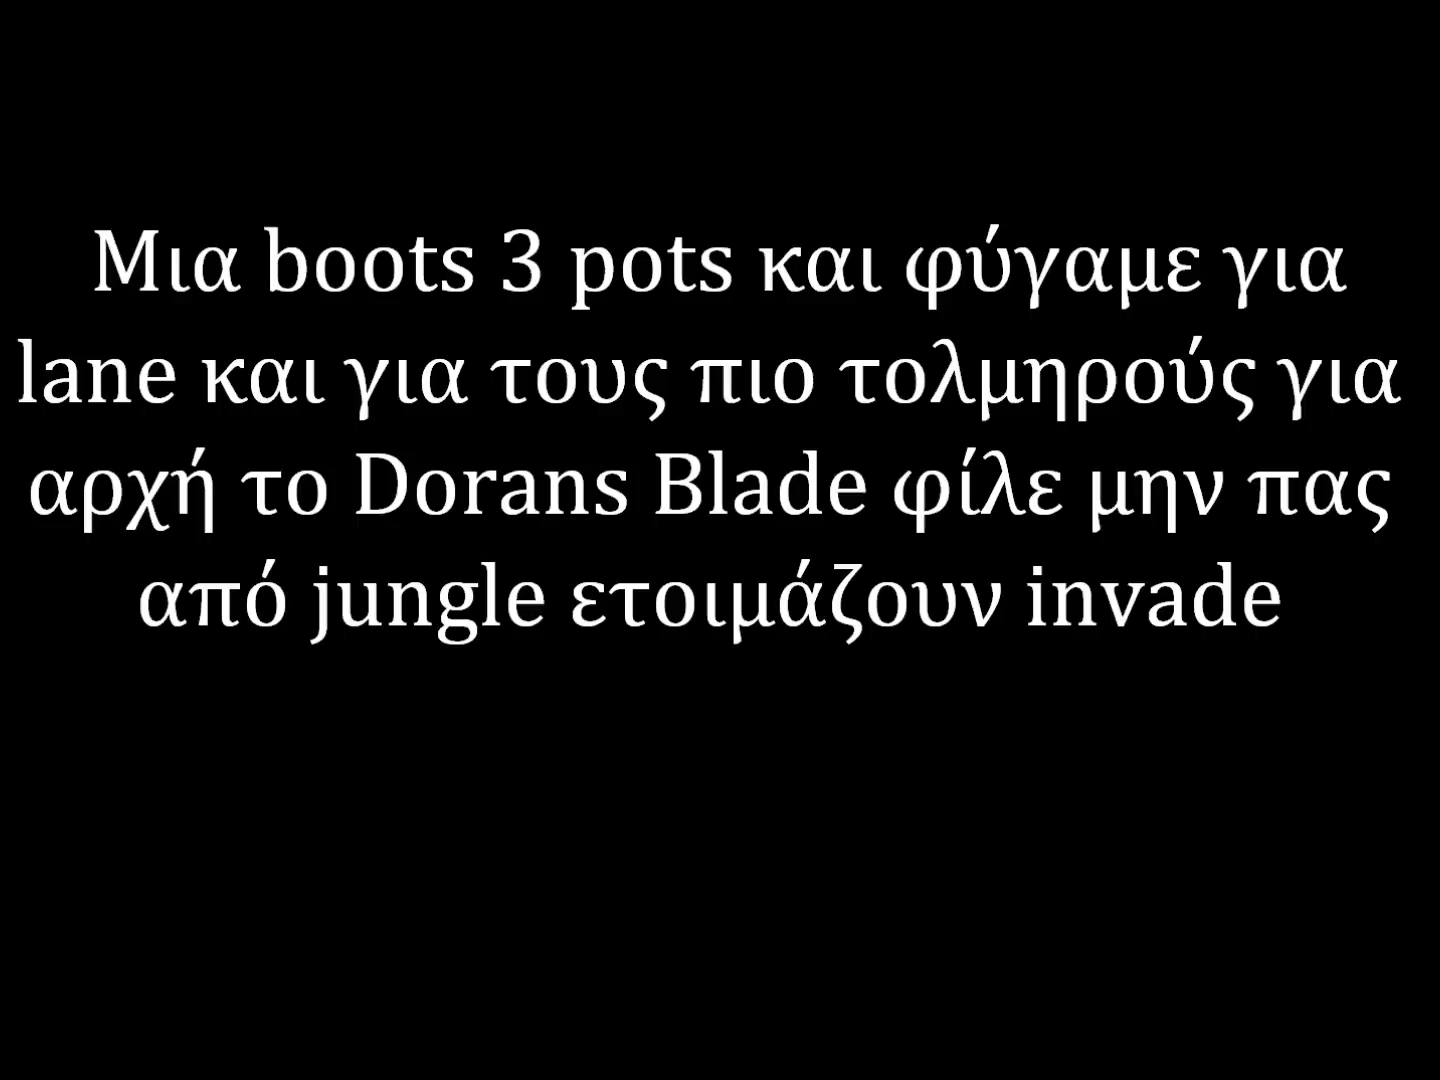 Μια boots 3 pots και φύγαμε για
lane και για τους πιο τολμηρούς για
αρχή το Dorans Blade φίλε μην πας
από jungle ετοιμάζουν invade